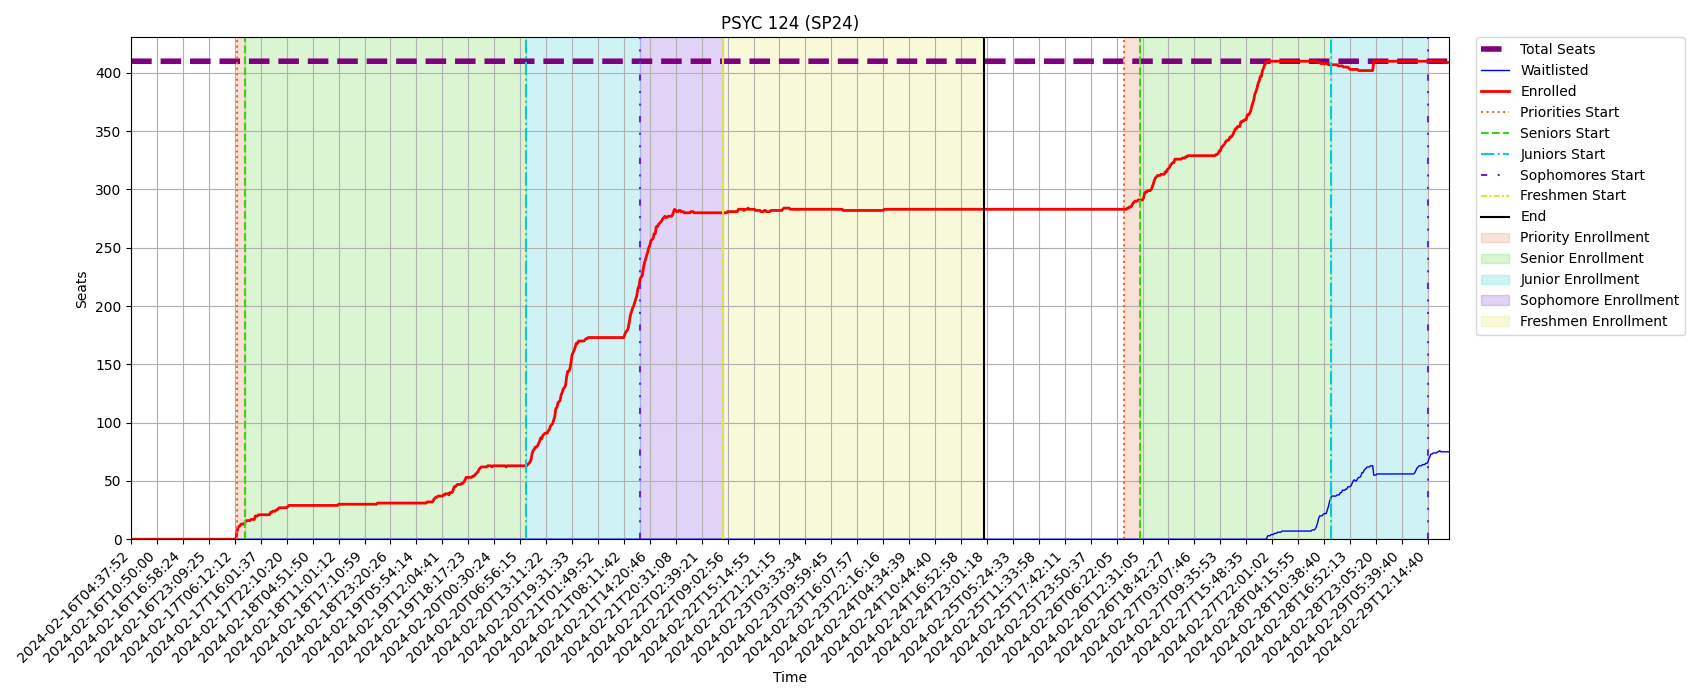 PSYC 124 (SP24)
Seats
400
350
300
250
200
150
100
50
0
2024-02-16T04:37:52
2024-02-16T10:50:00
2024-02-16T16:58:24
2024-02-16T23:09:25
2024-02-17T06:12:12
2024-02-17T16:01:37
2024-02-17T22:10:20
2024-02-18T04:51:50
2024-02-18T11:01:12
2024-02-18T17:10:59
2024-02-18T23:20:26
2024-02-19T05:54:14
2024-02-19T12:04:41
2024-02-19T18:17:23
2024-02-20T00:30:24
2024-02-20T06:56:15
2024-02-20T13:11:22
2024-02-20T19:31:33
2024-02-21T01:49:52
2024-02-21T08:11:42
2024-02-21T14:20:46
2024-02-21T20:31:08
2024-02-22T02:39:21
2024-02-22T09:02:56
2024-02-22T15:14:55
2024-02-22T21:21:15
2024-02-23T03:33:34
2024-02-23T09:59:45
2024-02-23T16:07:57
2024-02-23T22:16:16
2024-02-24T04:34:39
2024-02-24T10:44:40
2024-02-24T16:52:58
2024-02-24T23:01:18
2024-02-25T05:24:33
2024-02-25T11:33:58
2024-02-25T17:42:11
2024-02-25T23:50:37
2024-02-26T06:22:05
2024-02-26T12:31:05
2024-02-26T18:42:27
2024-02-27T03:07:46
2024-02-27T09:35:53
2024-02-27T15:48:35
2024-02-27T22:01:02
2024-02-28T04:15:55
2024-02-28T10:38:40
2024-02-28T16:52:13
2024-02-28T23:05:20
2024-02-29T05:39:40
2024-02-29T12:14:40
Time
Total Seats
Waitlisted
Enrolled
Priorities Start
Seniors Start
Juniors Start
Sophomores Start
Freshmen Start
End
Priority Enrollment
Senior Enrollment
Junior Enrollment
Sophomore Enrollment
Freshmen Enrollment